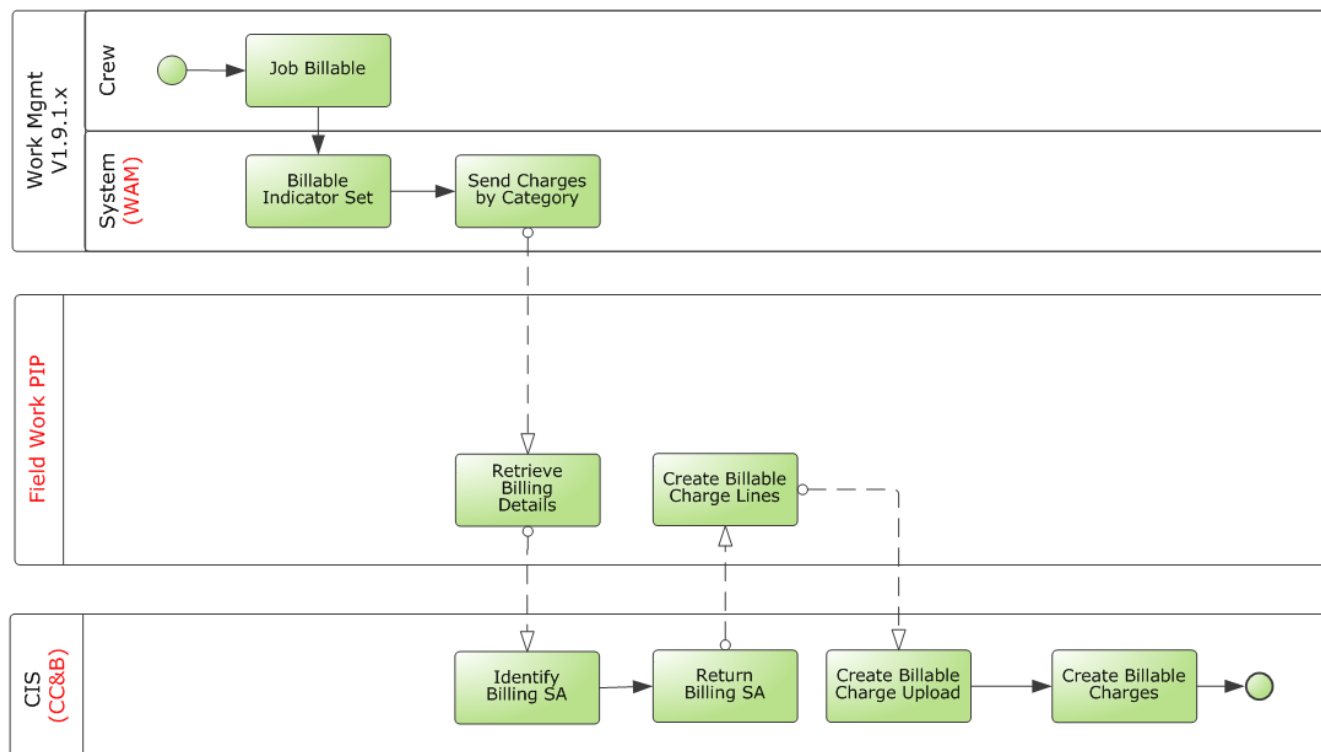 Work Mgmt
V1.9.1.x
Crew
Job Billable
System
(WAM)
Billable
Indicator Set
Send Charges
by Category
Field Work PIP
Retrieve
Billing
Details
Create Billable
Charge Lines
CIS
(CC&B)
Identify
Billing SA
Return
Billing SA
Create Billable
Charge Upload
Create Billable
Charges